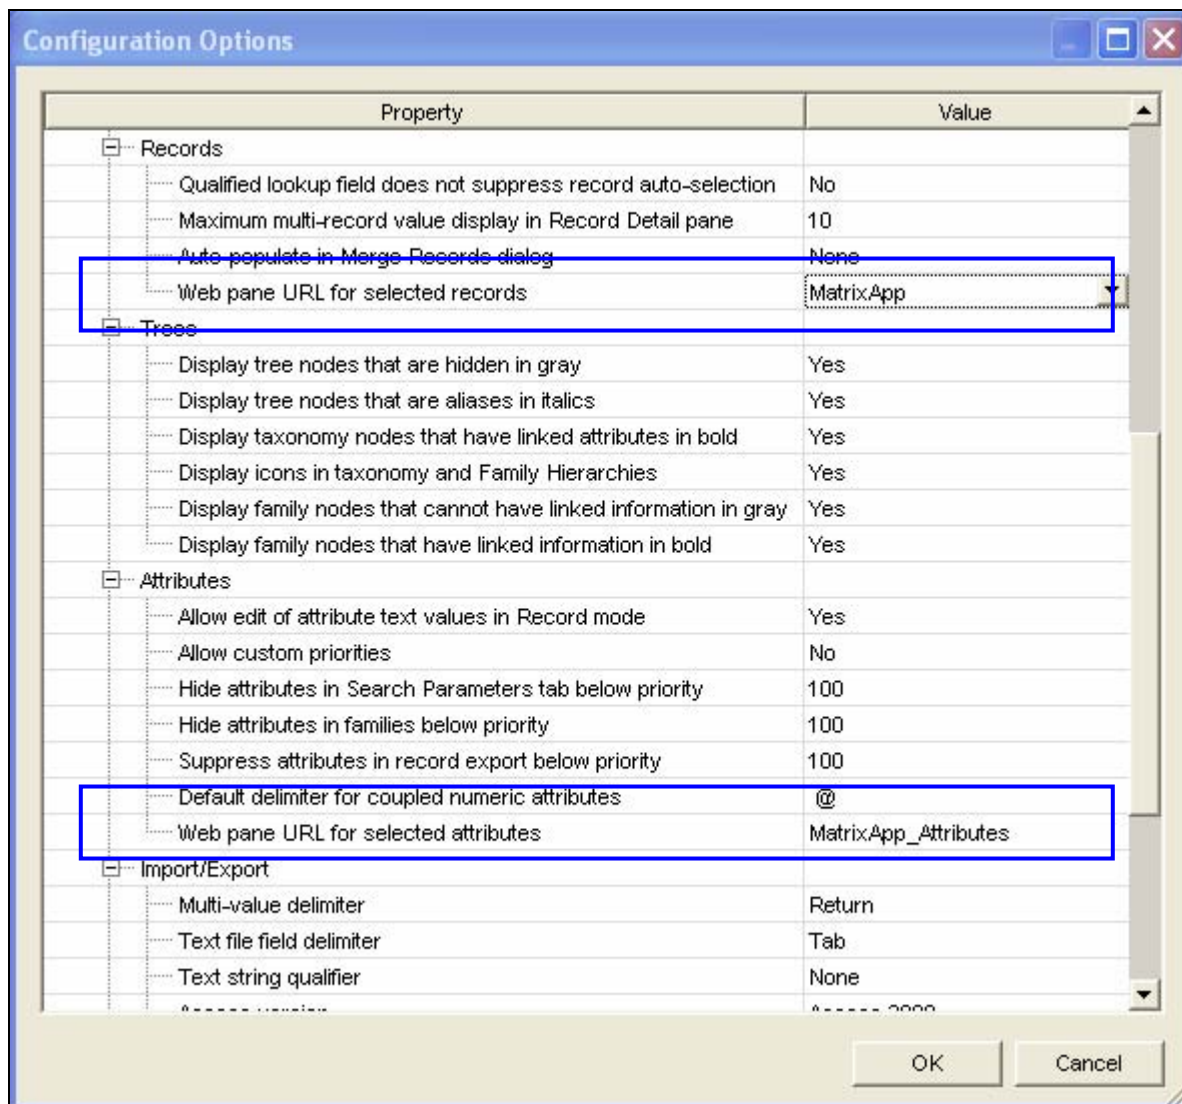 Configuration Options
Property Value
Records
Qualified lookup field does not suppress record auto-selection No
Maximum multi-record value display in Record Detail pane 10
Auto-populate in Merge Records dialog None
Web pane URL for selected records MatrixApp
Trees
Display tree nodes that are hidden in gray Yes
Display tree nodes that are aliases in italics Yes
Display taxonomy nodes that have linked attributes in bold Yes
Display icons in taxonomy and Family Hierarchies Yes
Display family nodes that cannot have linked information in gray Yes
Display family nodes that have linked information in bold Yes
Attributes
Allow edit of attribute text values in Record mode Yes
Allow custom priorities No
Hide attributes in Search Parameters tab below priority 100
Hide attributes in families below priority 100
Suppress attributes in record export below priority 100
Default delimiter for coupled numeric attributes @
Web pane URL for selected attributes MatrixApp_Attributes
Import/Export
Multi-value delimiter Return
Text file field delimiter Tab
Text string qualifier None
OK Cancel